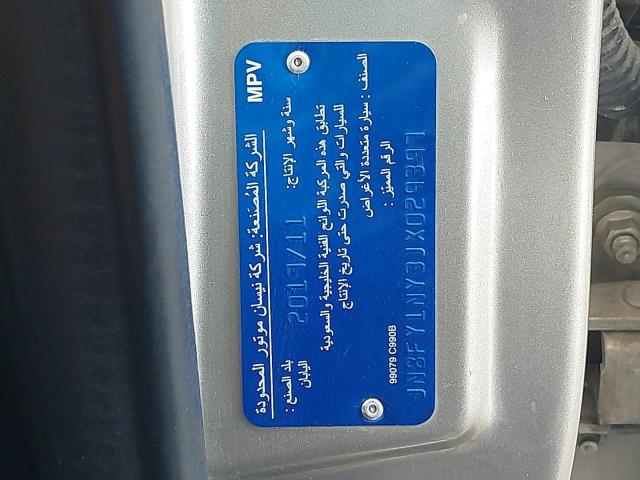 MPV
الشركة المصنعة : شركة نيسان موتور المحدودة
سنة وشهر الإنتاج: 2017/11
بلد الصنع :
اليابان
تطابق هذه المركبة اللوائح الفنية الخليجية والسعودية
للسيارات والتي صدرت حتى تاريخ الإنتاج
الصنف : سيارة متعددة الأغراض
الرقم المميز :
JN8FY1NY3JX029397
99079 C990B